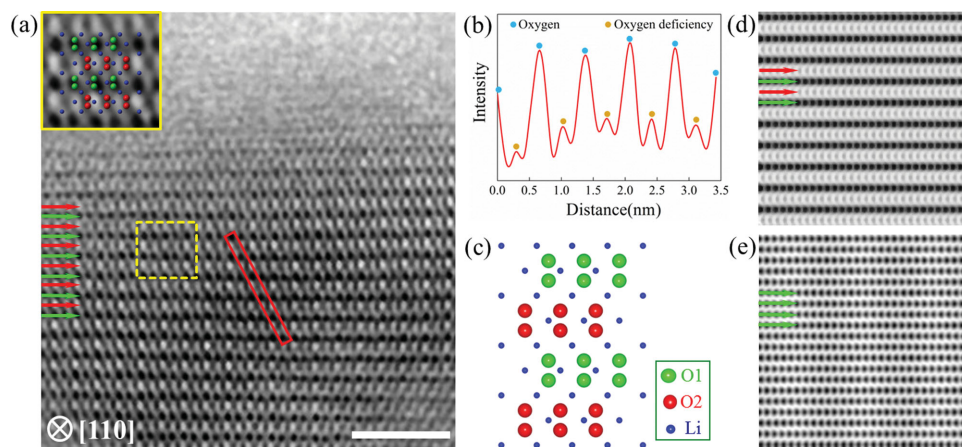 (a)
[110]
(b)
Oxygen
Oxygen deficiency
Intensity
0.0 0.5 1.0 1.5 2.0 2.5 3.0 3.5
Distance(nm)
(c)
O1
O2
Li
(d)
(e)